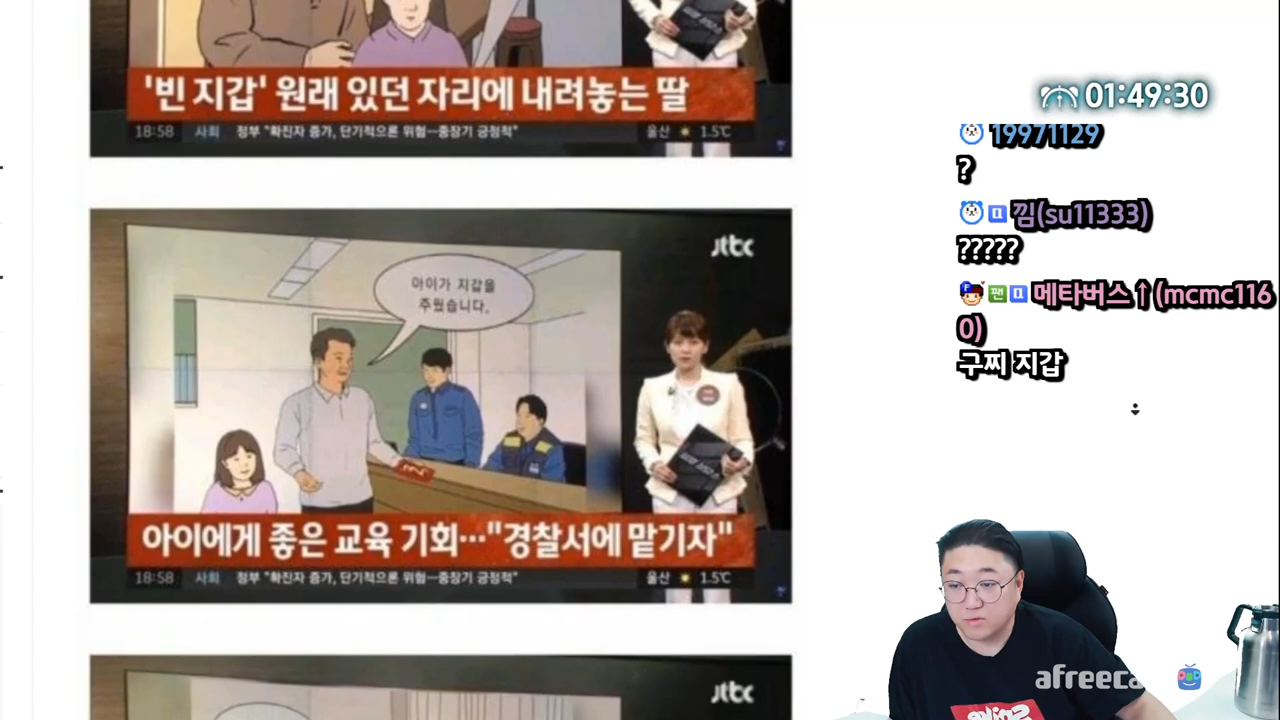 '빈 지갑' 원래 있던 자리에 내려놓는 딸
18:58 사회 정부 "확진자 증가, 단기적으론 위험…중장기 긍정적" 울산 1.5℃
jtbc
아이가 지갑을
주웠습니다.
아이에게 좋은 교육 기회…"경찰서에 맡기자"
18:58 사회 정부 "확진자 증가, 단기적으론 위험…중장기 긍정적" 울산 1.5℃
jtbc
01:49:30
19971129
?
낌(su11333)
?????
F 팬 메타버스↑(mcmc116
0)
구찌 지갑
afreeca